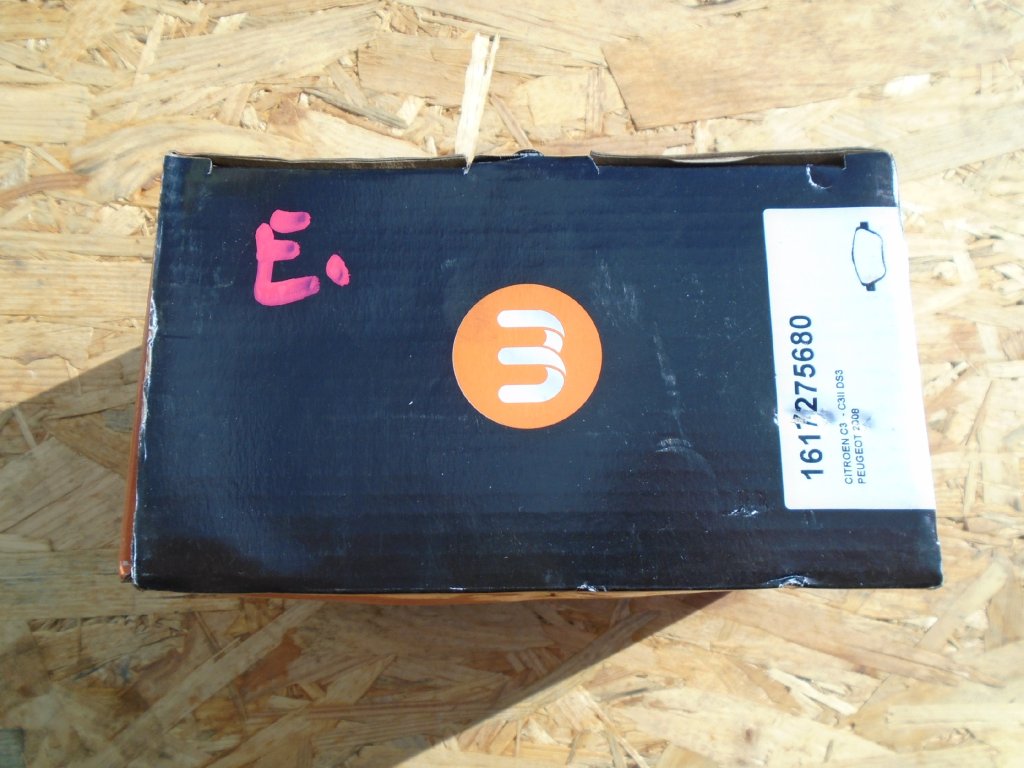 E.
1617275680
CITROEN C3 - C3II DS3
PEUGEOT 2008